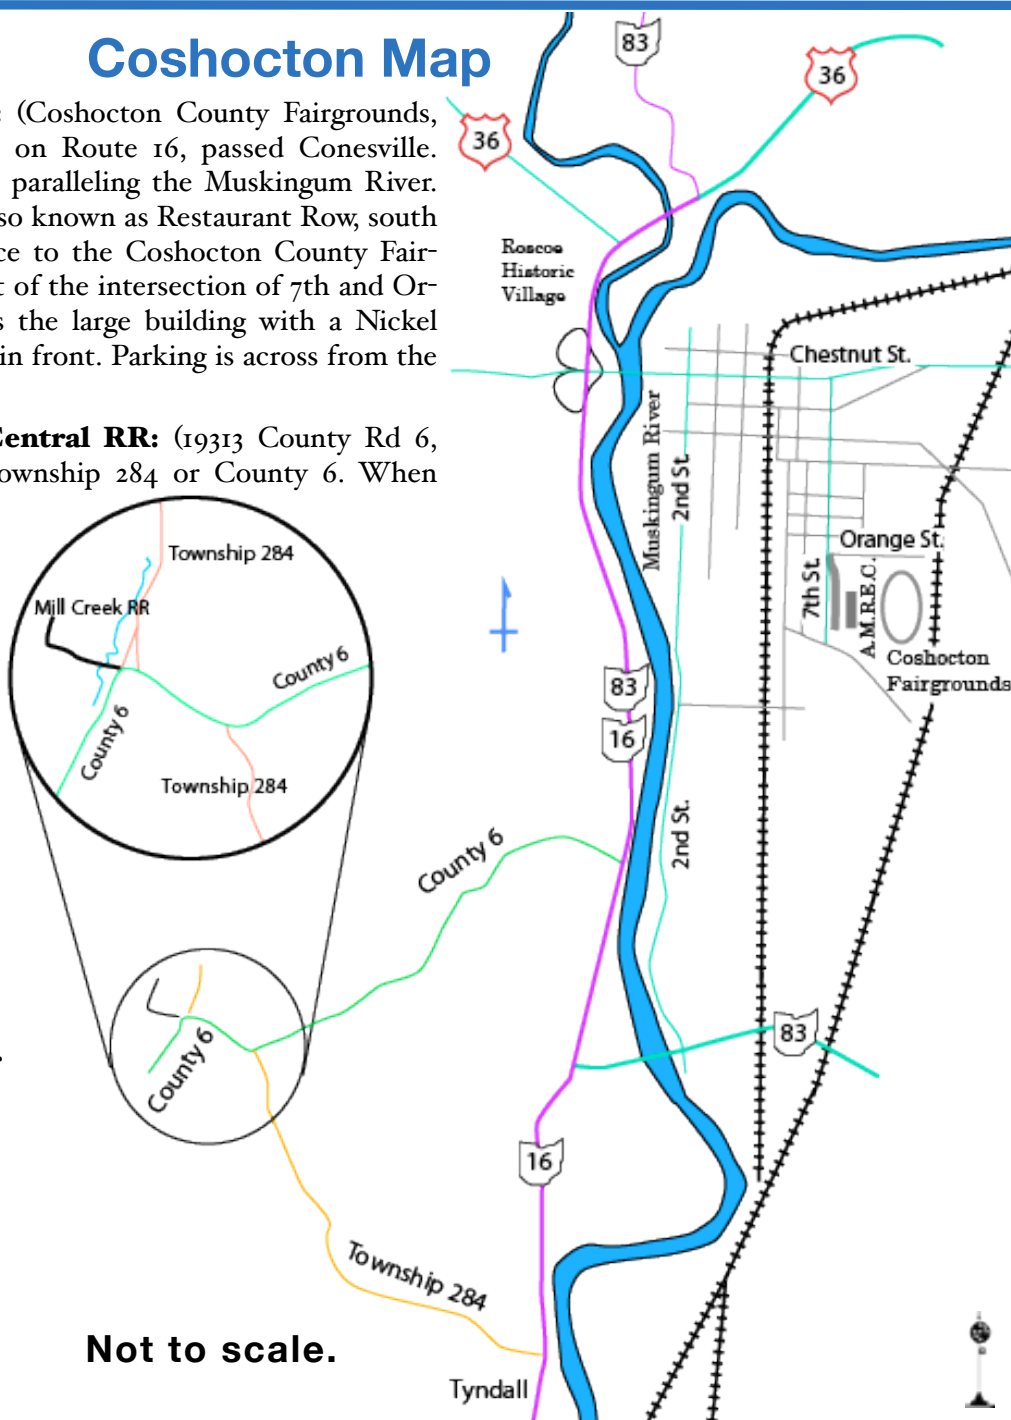 Coshocton Map
: (Coshocton County Fairgrounds,
on Route 16, passed Conesville.
paralleling the Muskingum River.
so known as Restaurant Row, south
ce to the Coshocton County Fair-
t of the intersection of 7th and Or-
s the large building with a Nickel
in front. Parking is across from the
Central RR: (19313 County Rd 6,
ownship 284 or County 6. When
83
36
36
Roscoe
Historic
Village
Chestnut St.
Muskingum River
2nd St.
Orange St.
7th St.
A.M.R.E.C.
Coshocton
Fairgrounds
Township 284
Mill Creek RR
County 6
County 6
Township 284
83
16
2nd St.
County 6
.
83
County 6
16
Township 284
Not to scale.
Tyndall